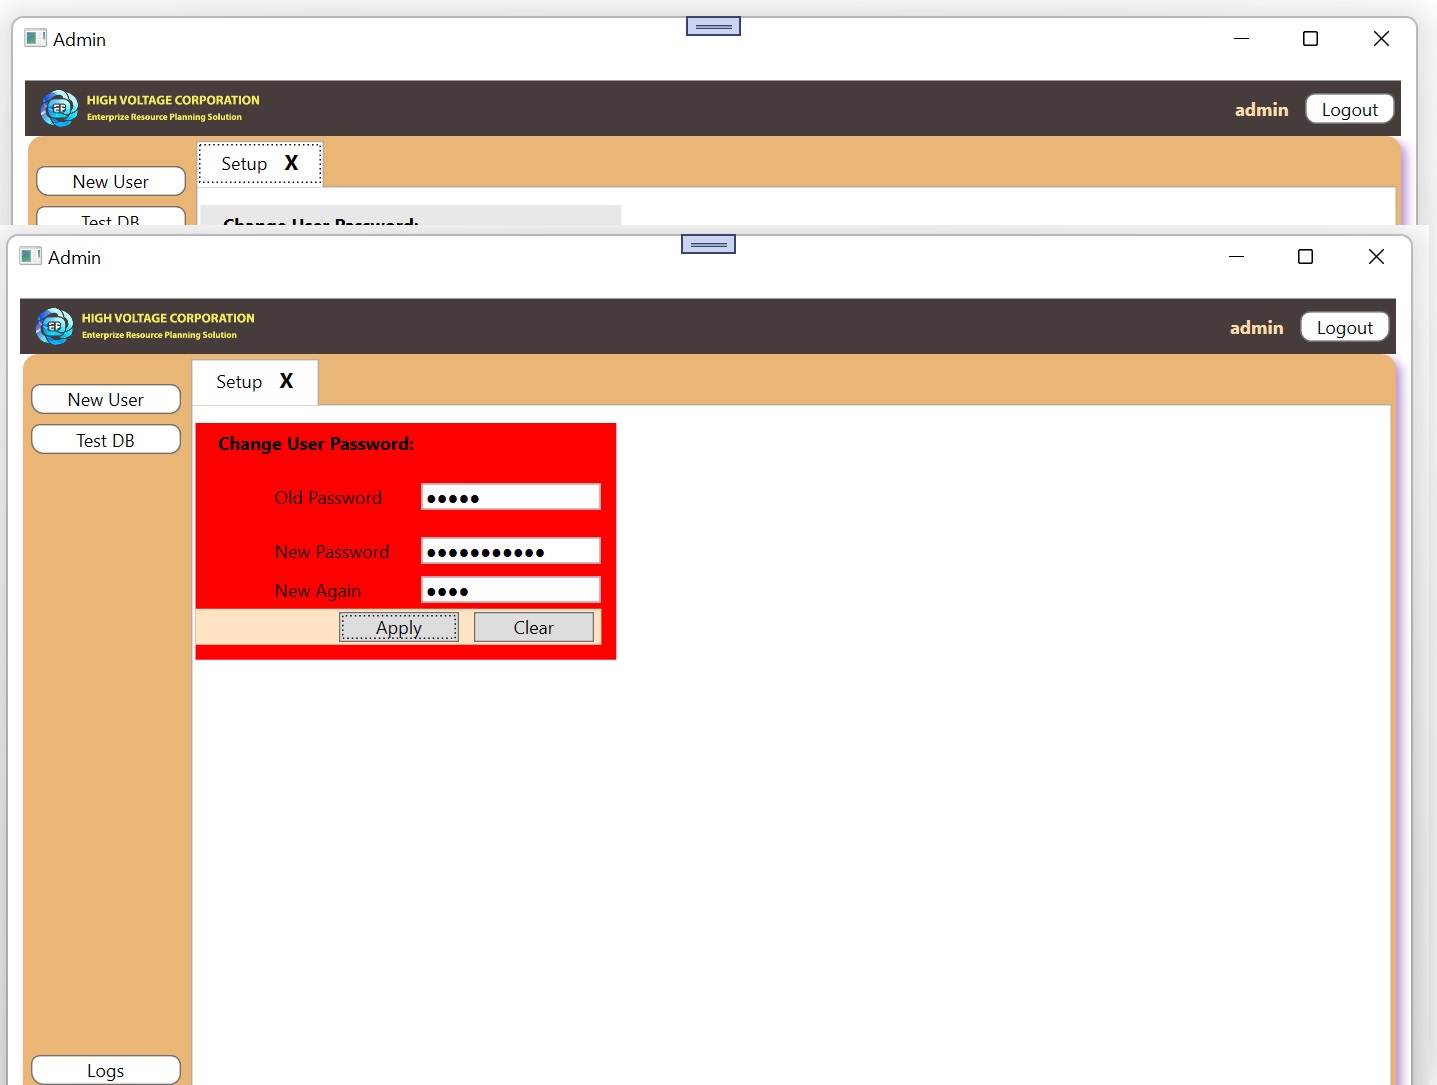 Admin
EP HIGH VOLTAGE CORPORATION
Enterprize Resource Planning Solution
admin Logout
Setup X
New User
Test DB
Change User Password:
Admin
EP HIGH VOLTAGE CORPORATION
Enterprize Resource Planning Solution
admin Logout
Setup X
New User
Test DB
Change User Password:
Old Password
New Password
New Again
Apply Clear
Logs